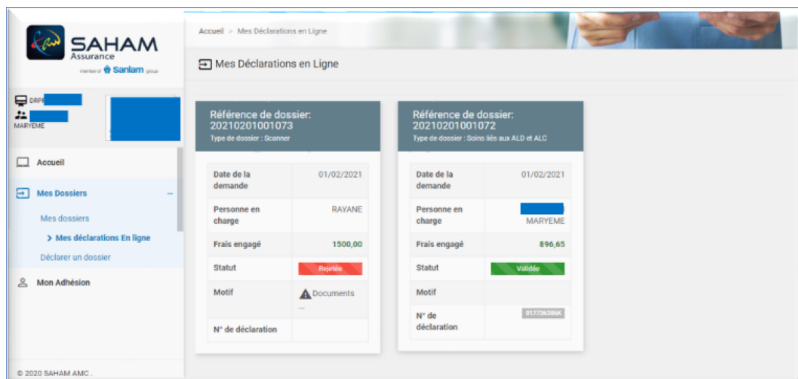 SAHAM
Assurance
member of Sanlam group
Accueil > Mes Déclarations en Ligne
Mes Déclarations en Ligne
MARYEME
Accueil
Mes Dossiers
Mes dossiers
> Mes déclarations En ligne
Déclarer un dossier
Mon Adhésion
© 2020 SAHAM AMC .
Référence de dossier:
20210201001073
Type de dossier : Scanner
Date de la demande 01/02/2021
Personne en charge RAYANE
Frais engagé 1500,00
Statut Rejetée
Motif Documents
...
N° de déclaration
Référence de dossier:
20210201001072
Type de dossier : Soins liés aux ALD et ALC
Date de la demande 01/02/2021
Personne en charge MARYEME
Frais engagé 896,65
Statut Validée
Motif
N° de déclaration